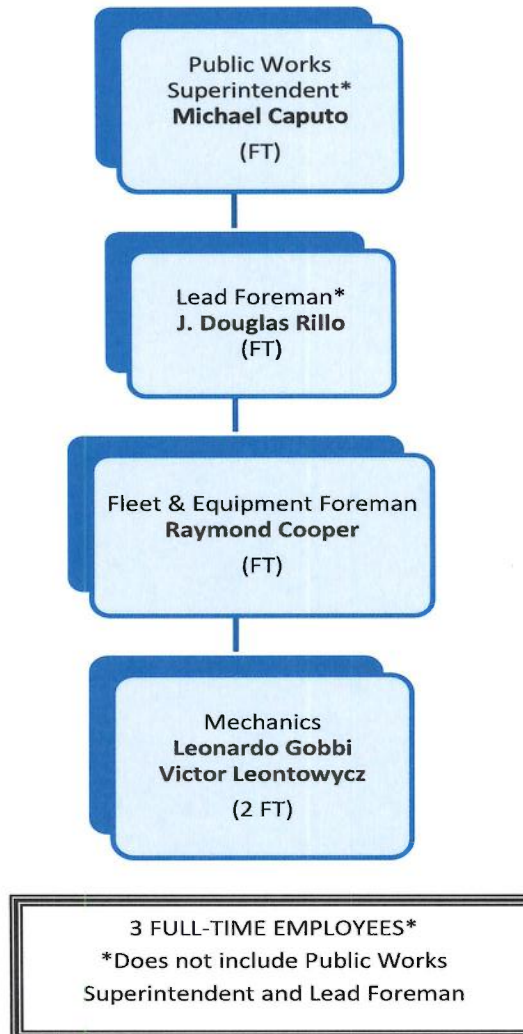 Public Works
Superintendent*
Michael Caputo
(FT)
Lead Foreman*
J. Douglas Rillo
(FT)
Fleet & Equipment Foreman
Raymond Cooper
(FT)
Mechanics
Leonardo Gobbi
Victor Leontowycz
(2 FT)
3 FULL-TIME EMPLOYEES*
*Does not include Public Works
Superintendent and Lead Foreman